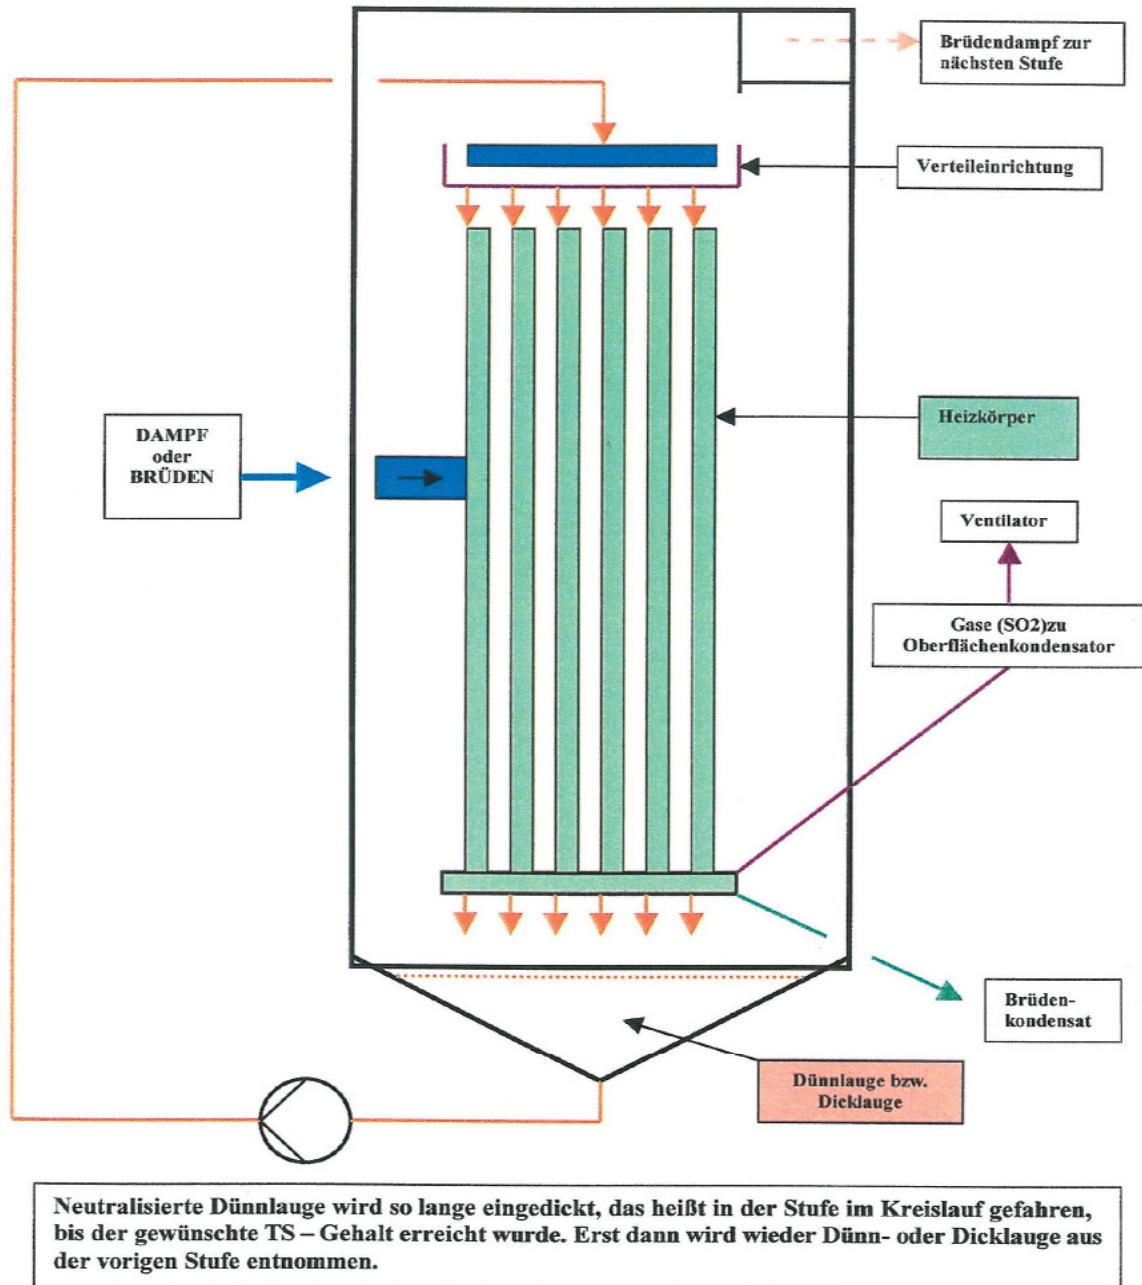 Brüdendampf zur
nächsten Stufe
Verteileinrichtung
Heizkörper
DAMPF
oder
BRÜDEN
Ventilator
Gase (SO2)zu
Oberflächenkondensator
Brüden-
kondensat
Dünnlauge bzw.
Dicklauge
Neutralisierte Dünnlauge wird so lange eingedickt, das heißt in der Stufe im Kreislauf gefahren,
bis der gewünschte TS – Gehalt erreicht wurde. Erst dann wird wieder Dünn- oder Dicklauge aus
der vorigen Stufe entnommen.